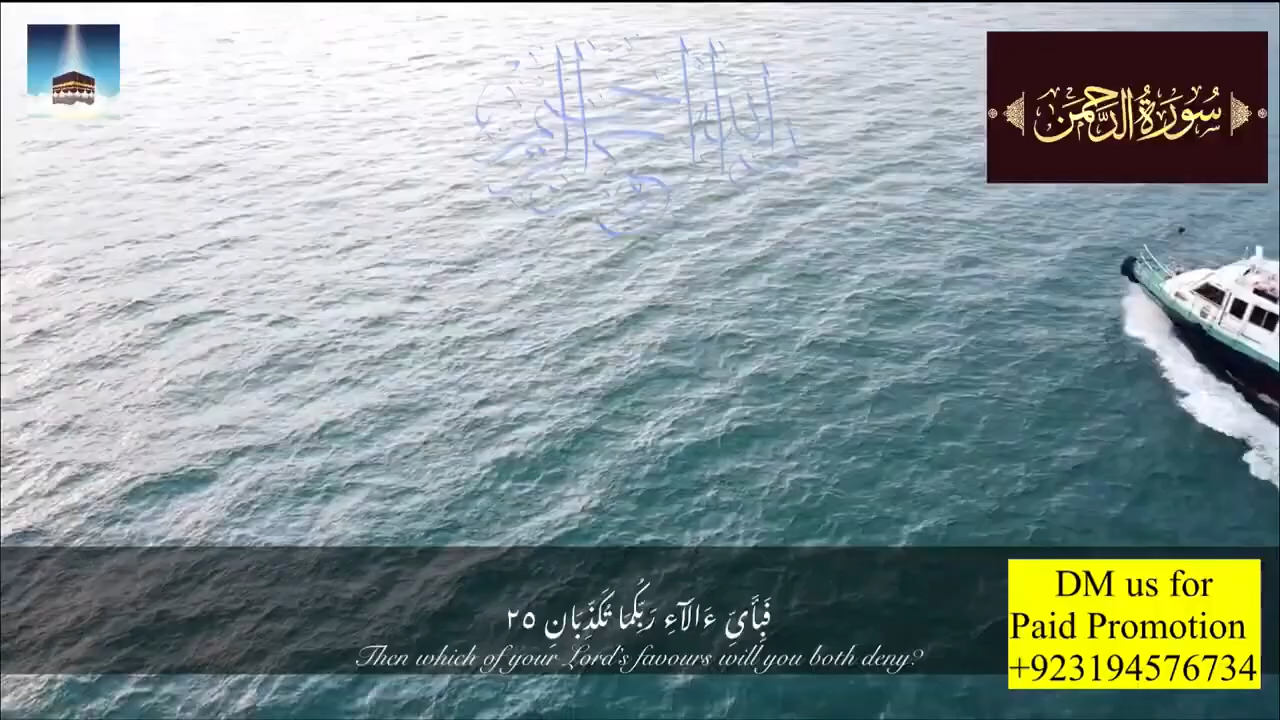 سُورَةُ الرَّحْمَن
فَبِأَيِّ ءَالَآءِ رَبِّكُمَا تُكَذِّبَانِ ٢٥
Then which of your Lord's favours will you both deny?
DM us for
Paid Promotion
+923194576734